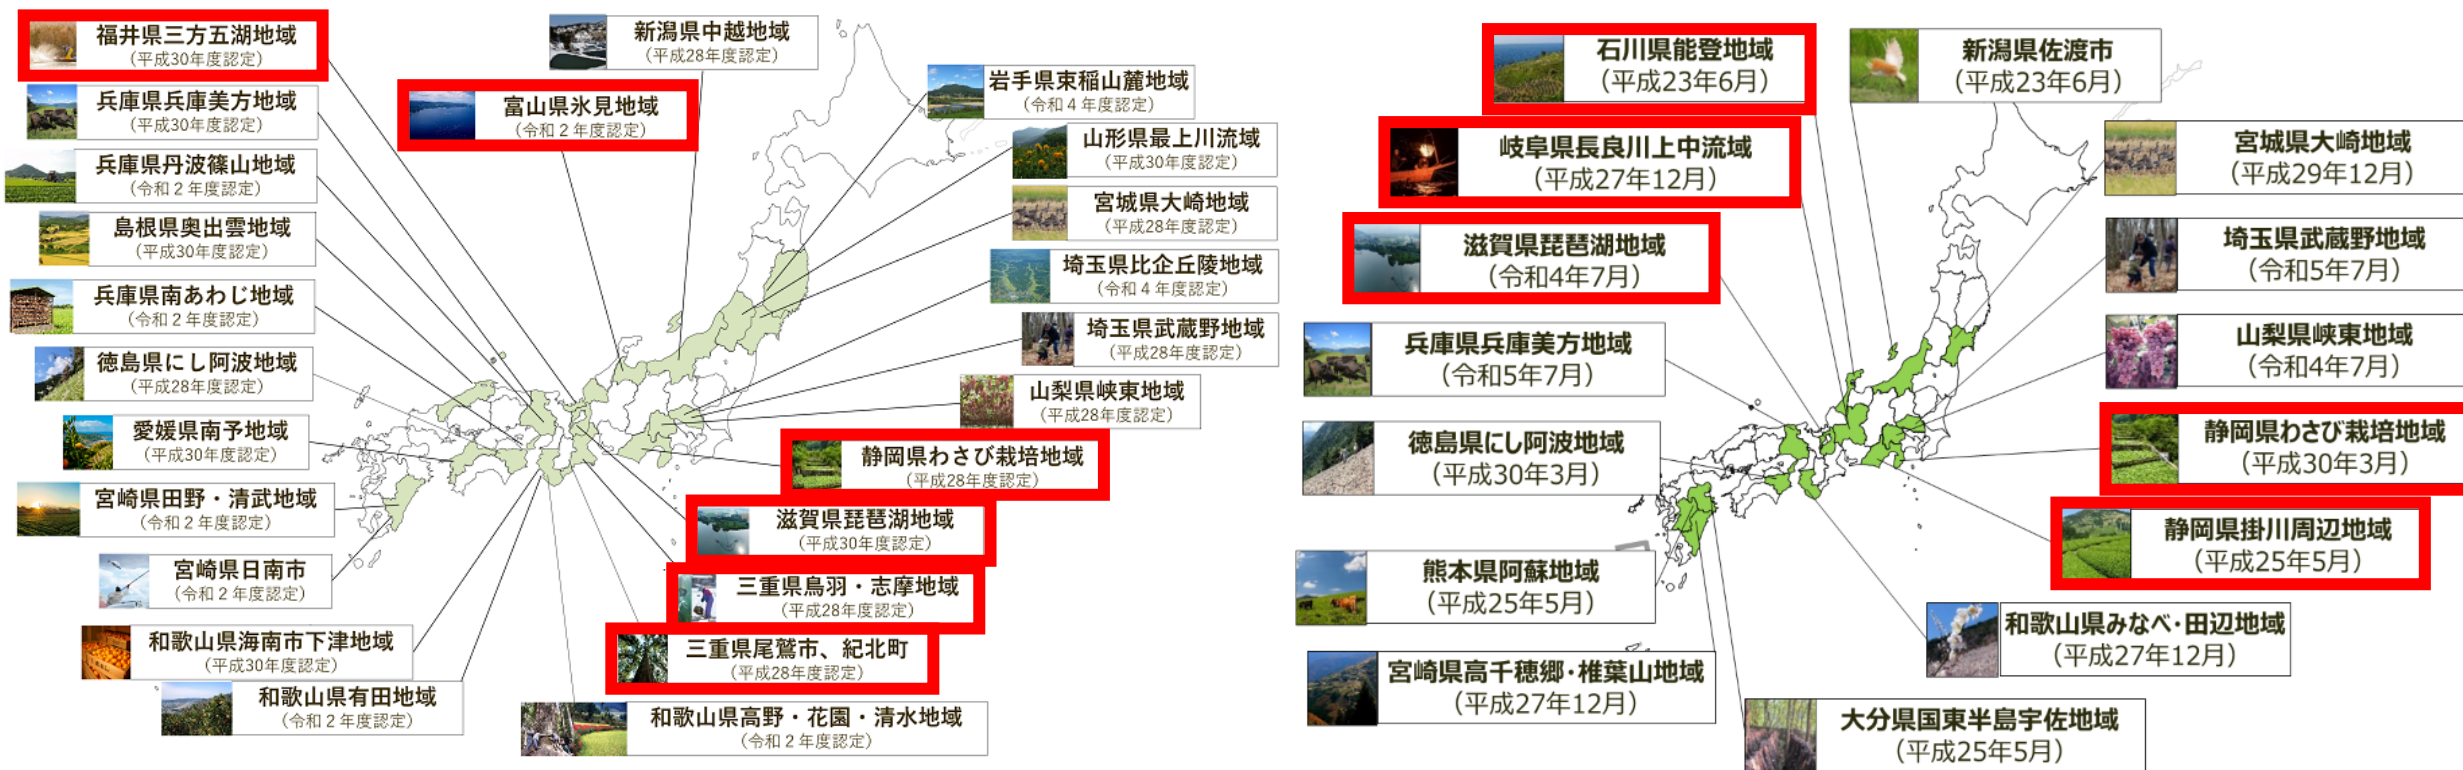 福井県三方五湖地域
（平成30年度認定）
兵庫県兵庫美方地域
（平成30年度認定）
兵庫県丹波篠山地域
（令和２年度認定）
島根県奥出雲地域
（平成30年度認定）
兵庫県南あわじ地域
（令和２年度認定）
徳島県にし阿波地域
（平成28年度認定）
愛媛県南予地域
（平成30年度認定）
宮崎県田野・清武地域
（令和２年度認定）
宮崎県日南市
（令和２年度認定）
和歌山県海南市下津地域
（平成30年度認定）
和歌山県有田地域
（令和２年度認定）
新潟県中越地域
（平成28年度認定）
富山県氷見地域
（令和２年度認定）
岩手県束稲山麓地域
（令和４年度認定）
山形県最上川流域
（平成30年度認定）
宮城県大崎地域
（平成28年度認定）
埼玉県比企丘陵地域
（令和４年度認定）
埼玉県武蔵野地域
（平成28年度認定）
山梨県峡東地域
（平成28年度認定）
静岡県わさび栽培地域
（平成28年度認定）
滋賀県琵琶湖地域
（平成30年度認定）
三重県鳥羽・志摩地域
（平成28年度認定）
三重県尾鷲市、紀北町
（平成28年度認定）
和歌山県高野・花園・清水地域
（令和２年度認定）
石川県能登地域
（平成23年6月）
岐阜県長良川上中流域
（平成27年12月）
滋賀県琵琶湖地域
（令和4年7月）
兵庫県兵庫美方地域
（令和5年7月）
徳島県にし阿波地域
（平成30年3月）
熊本県阿蘇地域
（平成25年5月）
宮崎県高千穂郷･椎葉山地域
（平成27年12月）
新潟県佐渡市
（平成23年6月）
宮城県大崎地域
（平成29年12月）
埼玉県武蔵野地域
（令和5年7月）
山梨県峡東地域
（令和4年7月）
静岡県わさび栽培地域
（平成30年3月）
静岡県掛川周辺地域
（平成25年5月）
和歌山県みなべ･田辺地域
（平成27年12月）
大分県国東半島宇佐地域
（平成25年5月）